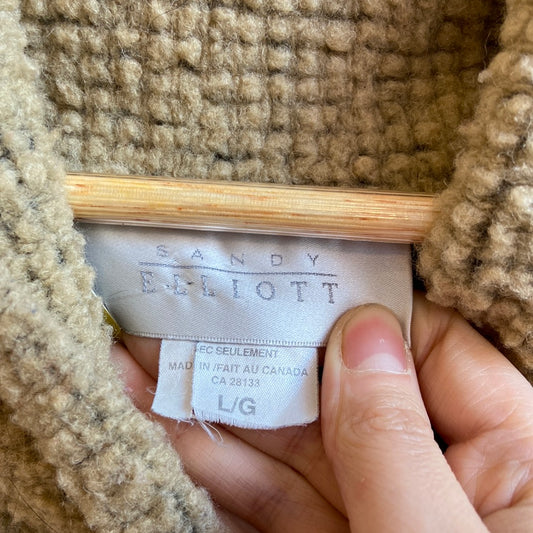 SANDY
ELLIOTT
SEC SEULEMENT
MADE IN/FAIT AU CANADA
CA 28133
L/G